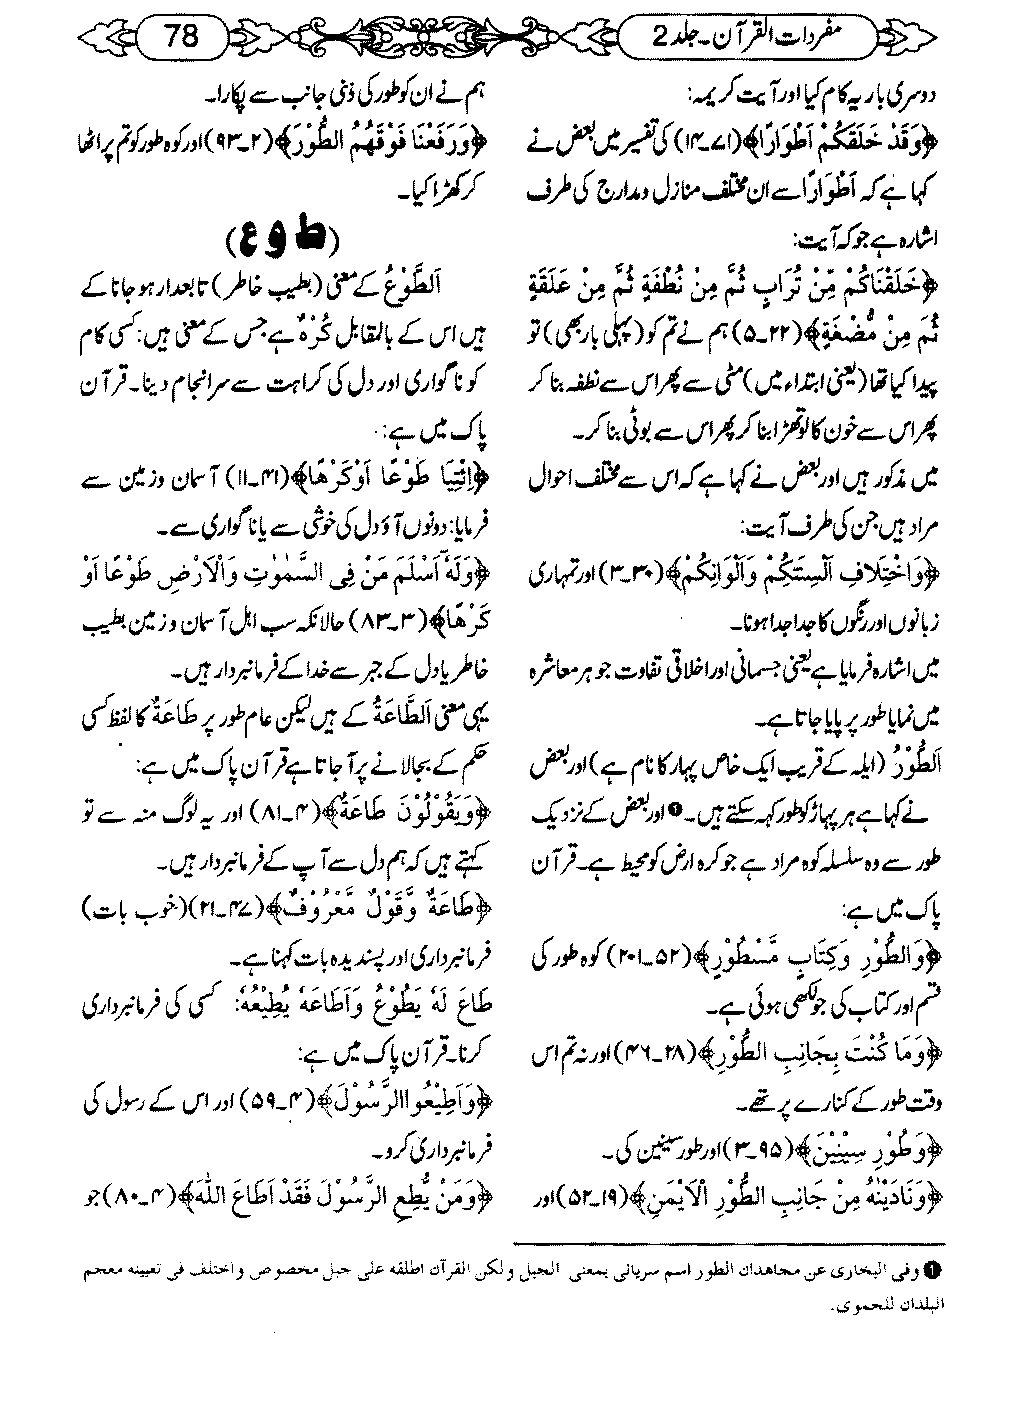 مفردات القرآن۔جلد 2
78
دوسری بار یہ کام کیا اور آیت کریمہ:
﴿وَقَدْ خَلَقَكُمْ اَطْوَارًا﴾(۷۱۔۱۴) کی تفسیر میں بعض نے
کہا ہے کہ اَطْوَارًا سے ان مختلف منازل ومدارج کی طرف
اشارہ ہے جو کہ آیت:
﴿خَلَقْنَاكُمْ مِّنْ تُرَابٍ ثُمَّ مِنْ نُطْفَةٍ ثُمَّ مِنْ عَلَقَةٍ
ثُمَّ مِنْ مُّضْغَةٍ﴾(۲۲۔۵) ہم نے تم کو (پہلی بار بھی) تو
پیدا کیا تھا (یعنی ابتداء میں) مٹی سے پھر اس سے نطفہ بنا کر
پھر اس سے خون کا لوتھڑا بنا کر پھر اس سے بوٹی بنا کر۔
میں مذکور ہیں اور بعض نے کہا ہے کہ اس سے مختلف احوال
مراد ہیں جن کی طرف آیت:
﴿وَاخْتِلَافِ اَلْسِنَتِكُمْ وَاَلْوَانِكُمْ﴾(۳۰۔۳) اور تمہاری
زبانوں اور رنگوں کا جدا جدا ہونا۔
میں اشارہ فرمایا ہے یعنی جسمانی اور اخلاقی تفاوت جو ہر معاشرہ
میں نمایا طور پر پایا جاتا ہے۔
اَلطُّوْرُ (ایلہ کے قریب ایک خاص پہار کا نام ہے) اور بعض
نے کہا ہے ہر پہاڑ کو طور کہہ سکتے ہیں۔❶ اور بعض کے نزدیک
طور سے وہ سلسلہ کوہ مراد ہے جو کرہ ارض کو محیط ہے۔ قرآن
پاک میں ہے:
﴿وَالطُّوْرِ وَكِتَابٍ مَّسْطُوْرٍ﴾(۵۲۔۲۰۱) کوہ طور کی
قسم اور کتاب کی جو لکھی ہوئی ہے۔
﴿وَمَا كُنْتَ بِجَانِبِ الطُّوْرِ﴾(۲۸۔۴۶) اور نہ تم اس
وقت طور کے کنارے پر تھے۔
﴿وَطُوْرِ سِيْنِيْنَ﴾(۹۵۔۳) اور طور سینین کی۔
﴿وَنَادَيْنٰهُ مِنْ جَانِبِ الطُّوْرِ الْاَيْمَنِ﴾(۱۹۔۵۲) اور
ہم نے ان کو طور کی ذنی جانب سے پکارا۔
﴿وَرَفَعْنَا فَوْقَهُمُ الطُّوْرَ﴾(۲۔۹۳) اور کوہ طور کو تم پر اٹھا
کر کھڑا کیا۔
(ط و ع)
اَلطَّوْعُ کے معنی (بطیب خاطر) تابعدار ہو جانا کے
ہیں اس کے بالمقابل كُرْهٌ ہے جس کے معنی ہیں: کسی کام
کو ناگواری اور دل کی کراہت سے سرانجام دینا۔ قرآن
پاک میں ہے:
﴿اِئْتِيَا طَوْعًا اَوْكَرْهًا﴾(۴۱۔۱۱) آسمان وزمین سے
فرمایا: دونوں آؤ دل کی خوشی سے یا ناگواری سے۔
﴿وَلَهٗٓ اَسْلَمَ مَنْ فِي السَّمٰوٰتِ وَالْاَرْضِ طَوْعًا اَوْ
كَرْهًا﴾(۳۔۸۳) حالانکہ سب اہل آسمان وزمین بطیب
خاطر یا دل کے جبر سے خدا کے فرمانبردار ہیں۔
یہی معنی اَلطَّاعَةُ کے ہیں لیکن عام طور پر طَاعَةٌ کا لفظ کسی
حکم کے بجالانے پر آجاتا ہے قرآن پاک میں ہے:
﴿وَيَقُوْلُوْنَ طَاعَةٌ﴾(۴۔۸۱) اور یہ لوگ منہ سے تو
کہتے ہیں کہ ہم دل سے آپ کے فرمانبردار ہیں۔
﴿طَاعَةٌ وَّقَوْلٌ مَّعْرُوْفٌ﴾(۴۷۔۲۱)(خوب بات)
فرمانبرداری اور پسندیدہ بات کہنا ہے۔
طَاعَ لَهٗ يَطُوْعُ وَاَطَاعَهٗ يُطِيْعُهٗ: کسی کی فرمانبرداری
کرنا۔ قرآن پاک میں ہے:
﴿وَاَطِيْعُوا الرَّسُوْلَ﴾(۴۔۵۹) اور اس کے رسول کی
فرمانبرداری کرو۔
﴿وَمَنْ يُّطِعِ الرَّسُوْلَ فَقَدْ اَطَاعَ اللّٰهَ﴾(۴۔۸۰) جو
❶ وفی البخاری عن مجاهدان الطور اسم سریانی بمعنی الجبل ولکن القرآن اطلقه علی جبل مخصوص واختلف فی تعیینه معجم
البلدان للحموی.